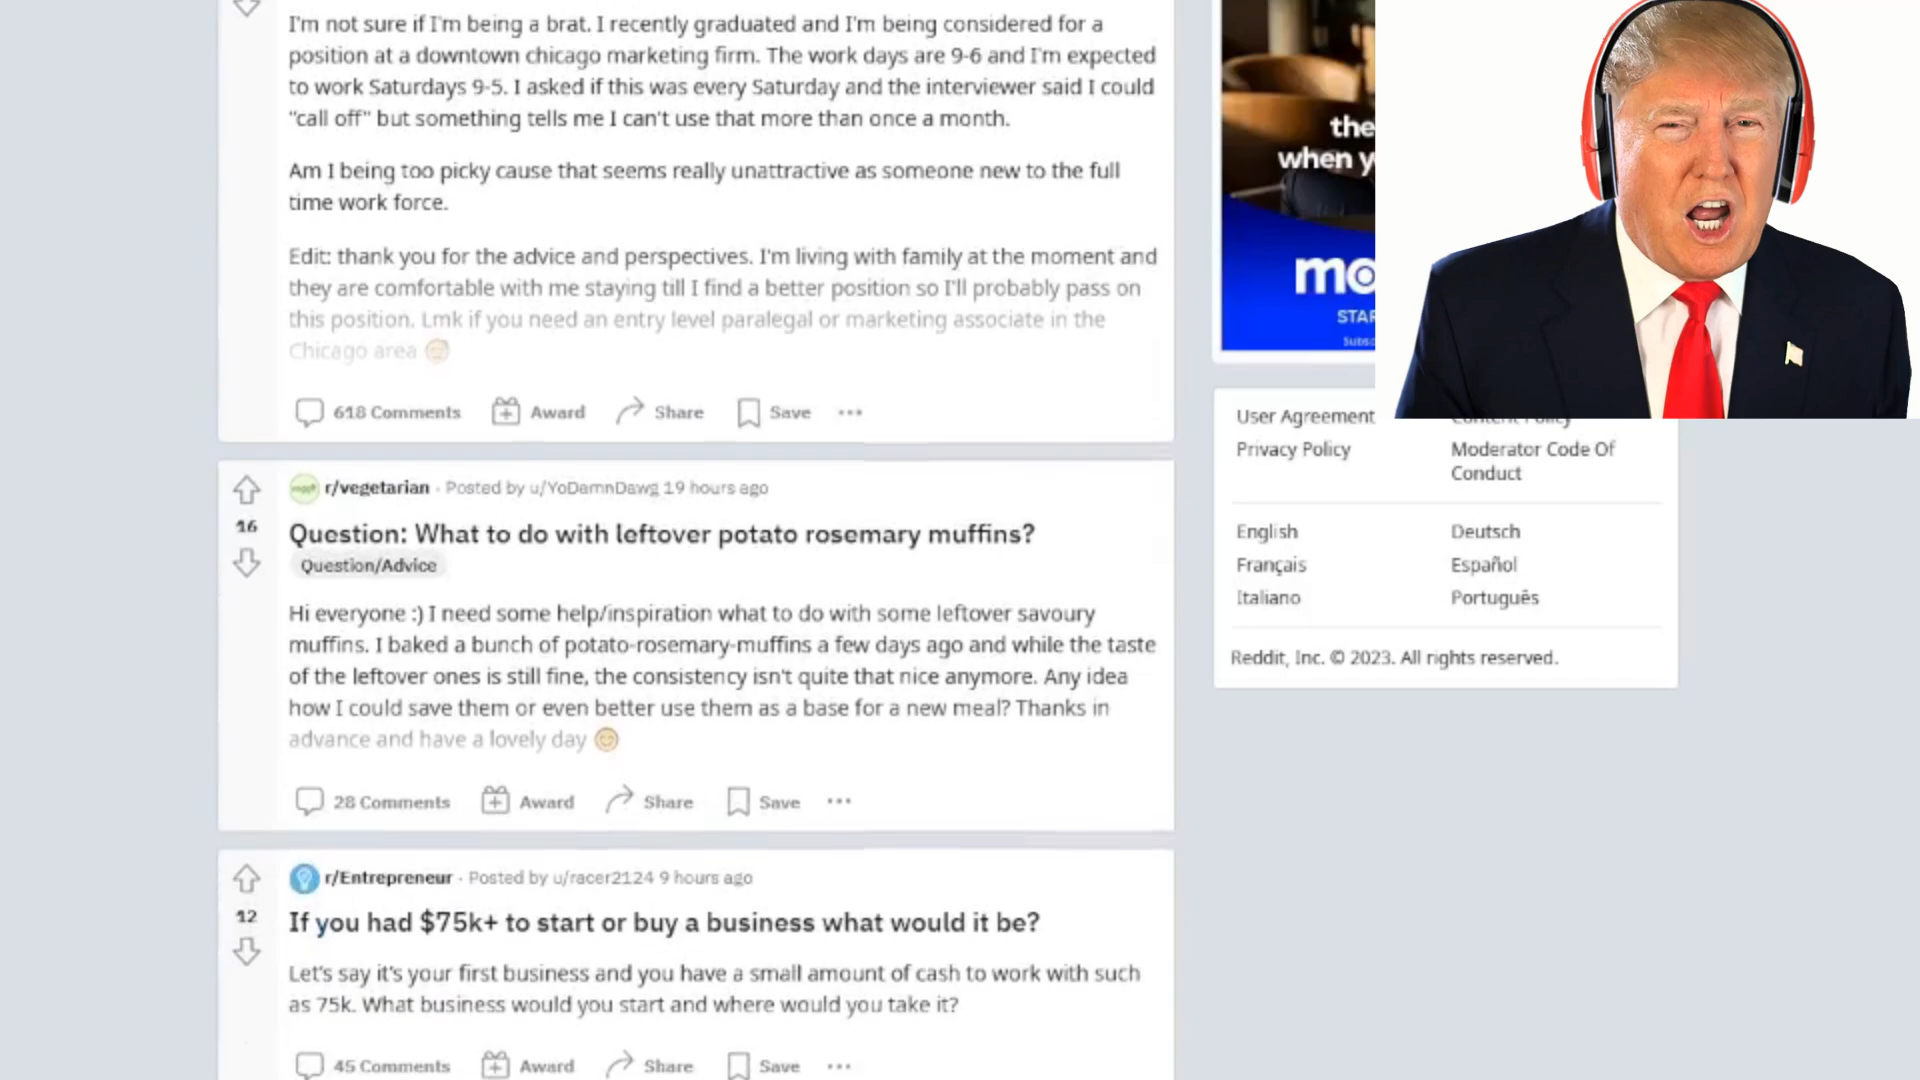 I'm not sure if I'm being a brat. I recently graduated and I'm being considered for a
position at a downtown chicago marketing firm. The work days are 9-6 and I'm expected
to work Saturdays 9-5. I asked if this was every Saturday and the interviewer said I could
"call off" but something tells me I can't use that more than once a month.
Am I being too picky cause that seems really unattractive as someone new to the full
time work force.
Edit: thank you for the advice and perspectives. I'm living with family at the moment and
they are comfortable with me staying till I find a better position so I'll probably pass on
this position. Lmk if you need an entry level paralegal or marketing associate in the
Chicago area
618 Comments Award Share Save
r/vegetarian · Posted by u/YoDamnDawg 19 hours ago
16
Question: What to do with leftover potato rosemary muffins?
Question/Advice
Hi everyone :) I need some help/inspiration what to do with some leftover savoury
muffins. I baked a bunch of potato-rosemary-muffins a few days ago and while the taste
of the leftover ones is still fine, the consistency isn't quite that nice anymore. Any idea
how I could save them or even better use them as a base for a new meal? Thanks in
advance and have a lovely day
28 Comments Award Share Save
r/Entrepreneur · Posted by u/racer2124 9 hours ago
12
If you had $75k+ to start or buy a business what would it be?
Let's say it's your first business and you have a small amount of cash to work with such
as 75k. What business would you start and where would you take it?
45 Comments Award Share Save
the
when y
mo
STAR
Subsc
User Agreement Content Policy
Privacy Policy Moderator Code Of
Conduct
English Deutsch
Français Español
Italiano Português
Reddit, Inc. © 2023. All rights reserved.